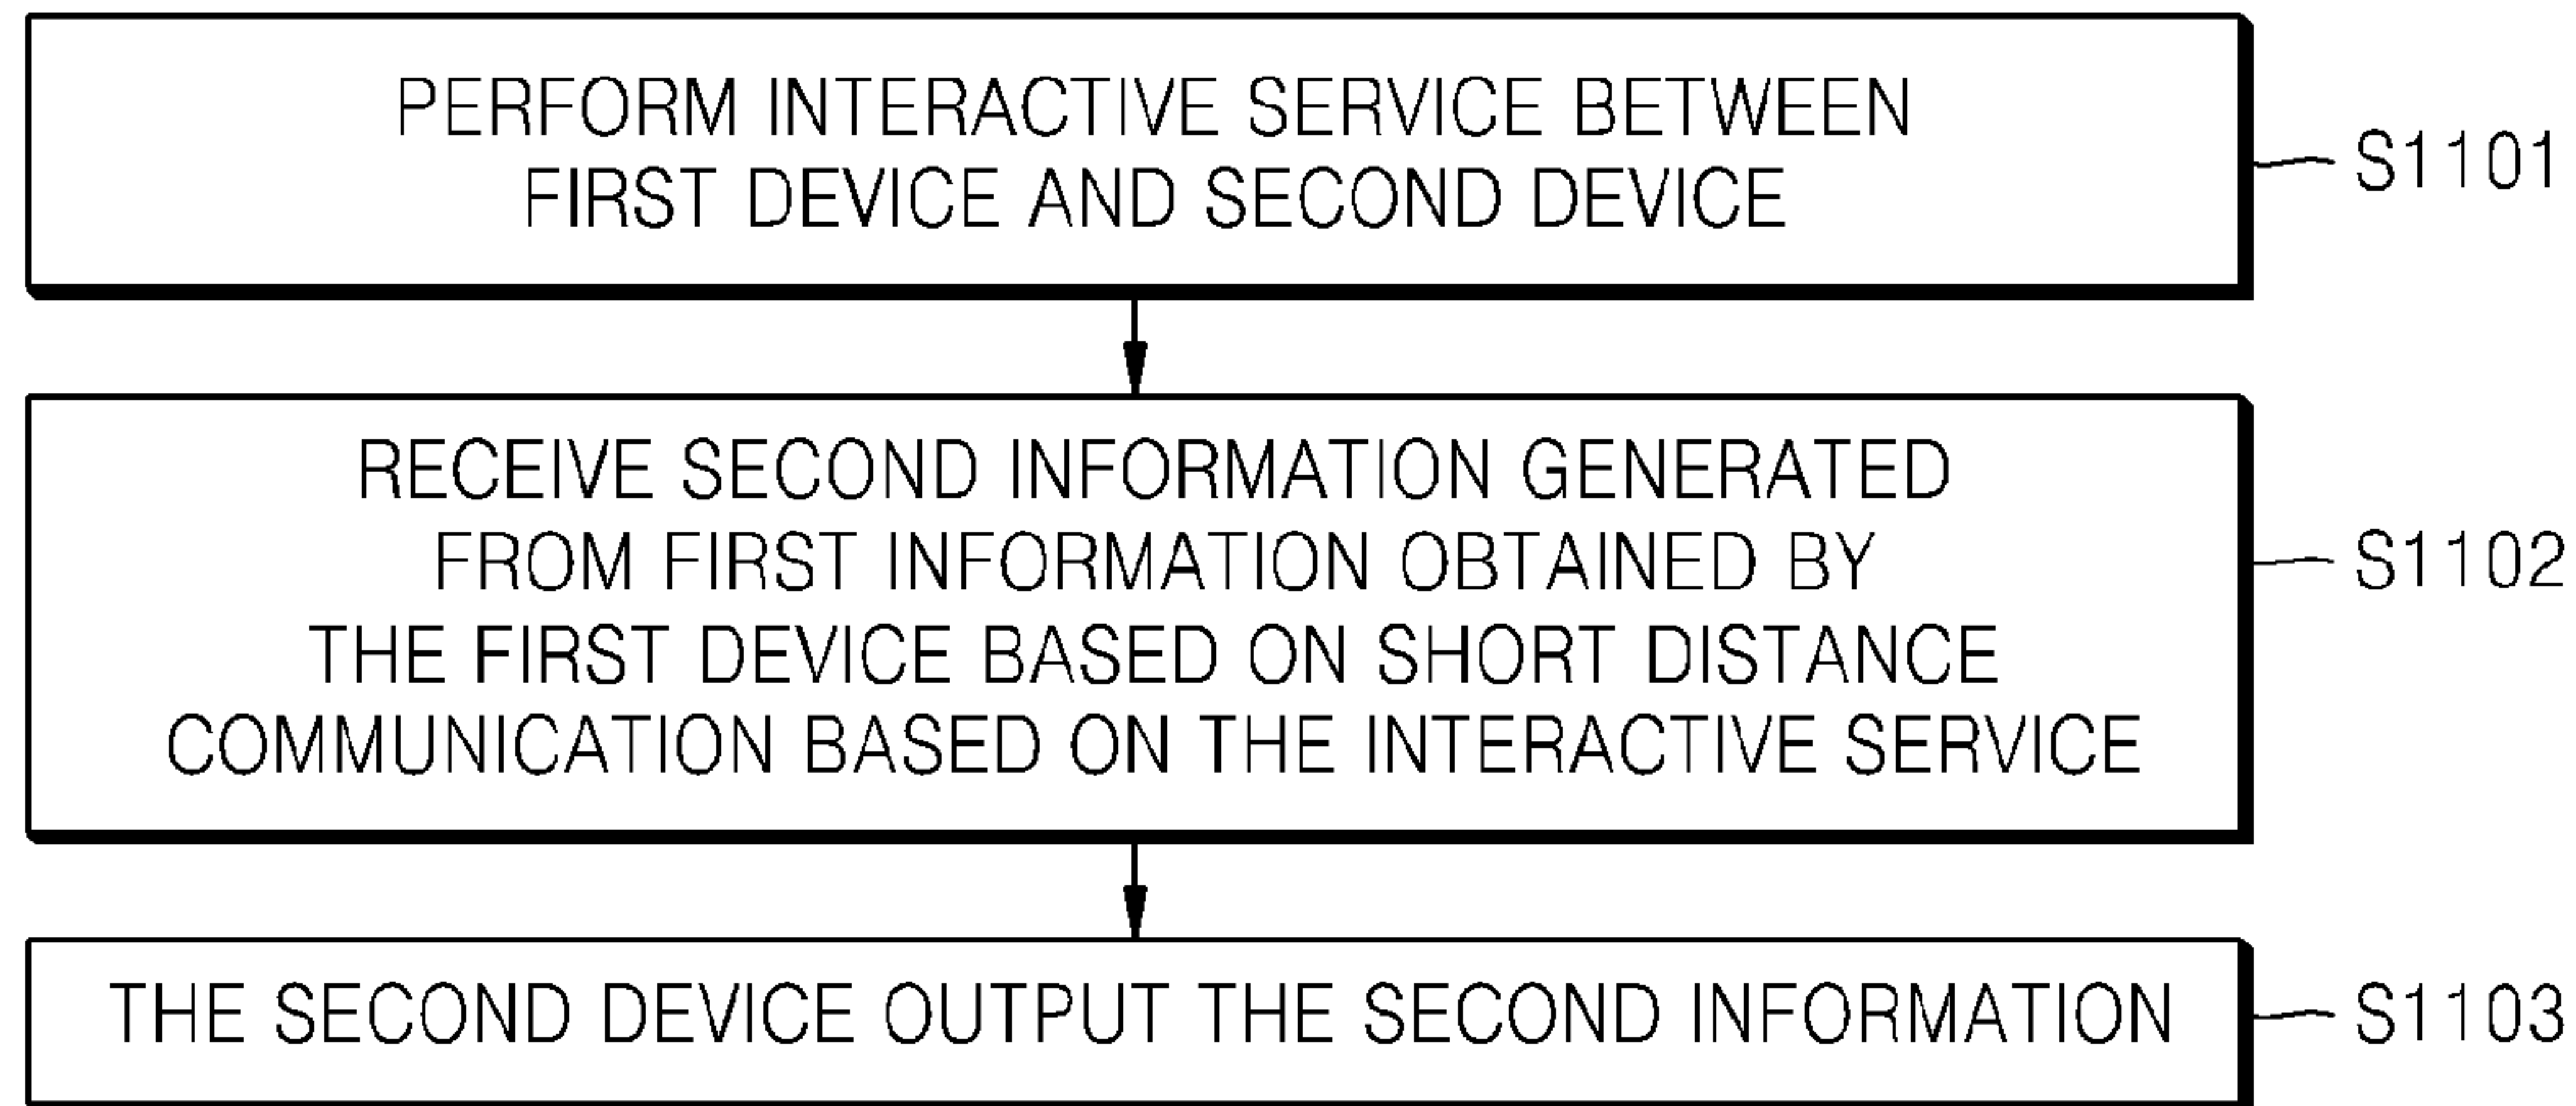 PERFORM INTERACTIVE SERVICE BETWEEN
FIRST DEVICE AND SECOND DEVICE
S1101
RECEIVE SECOND INFORMATION GENERATED
FROM FIRST INFORMATION OBTAINED BY
THE FIRST DEVICE BASED ON SHORT DISTANCE
COMMUNICATION BASED ON THE INTERACTIVE SERVICE
S1102
THE SECOND DEVICE OUTPUT THE SECOND INFORMATION
S1103